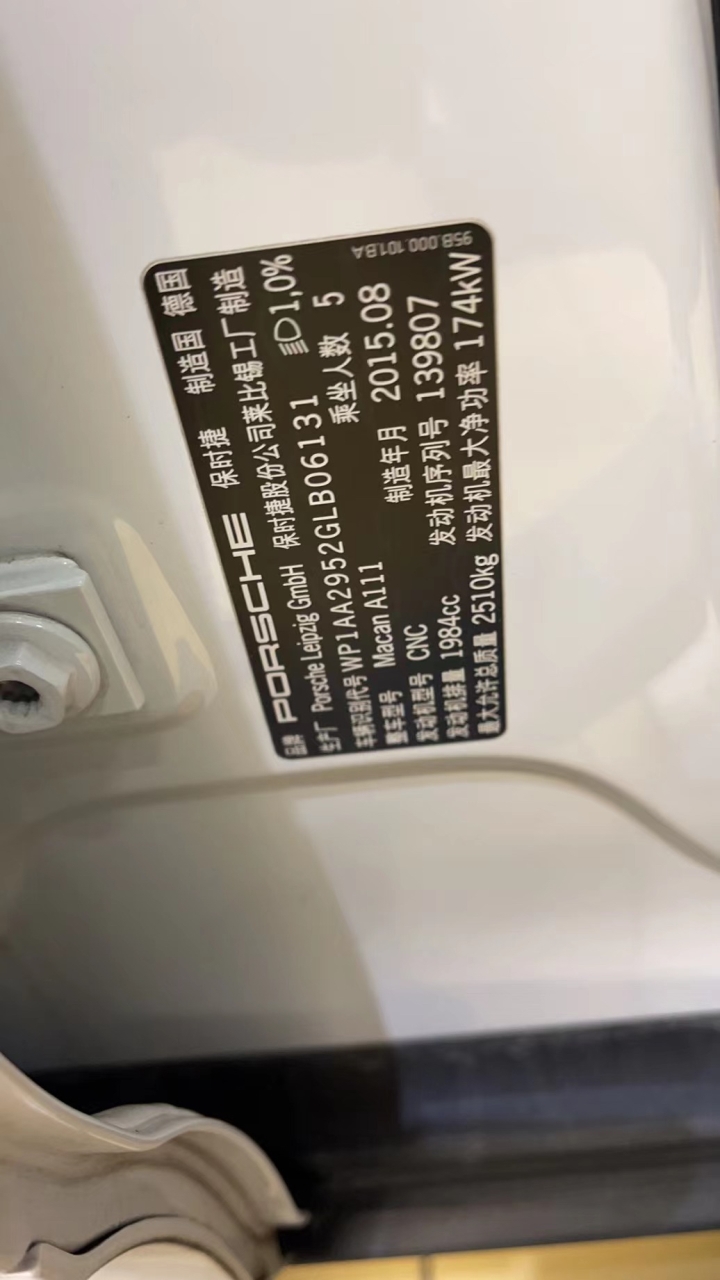 95B.000.101.BA
品牌 PORSCHE 保时捷 制造国 德国
生产厂 Porsche Leipzig GmbH 保时捷股份公司莱比锡工厂制造
车辆识别代号 WP1AA2952GLB06131 1,0%
整车型号 Macan A111 乘坐人数 5
发动机型号 CNC 制造年月 2015.08
发动机排量 1984cc 发动机序列号 139807
最大允许总质量 2510kg 发动机最大净功率 174kW